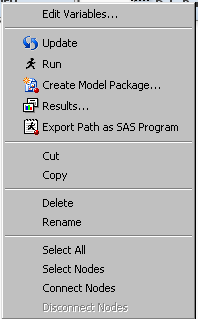 Edit Variables...
Update
Run
Create Model Package...
Results...
Export Path as SAS Program
Cut
Copy
Delete
Rename
Select All
Select Nodes
Connect Nodes
Disconnect Nodes